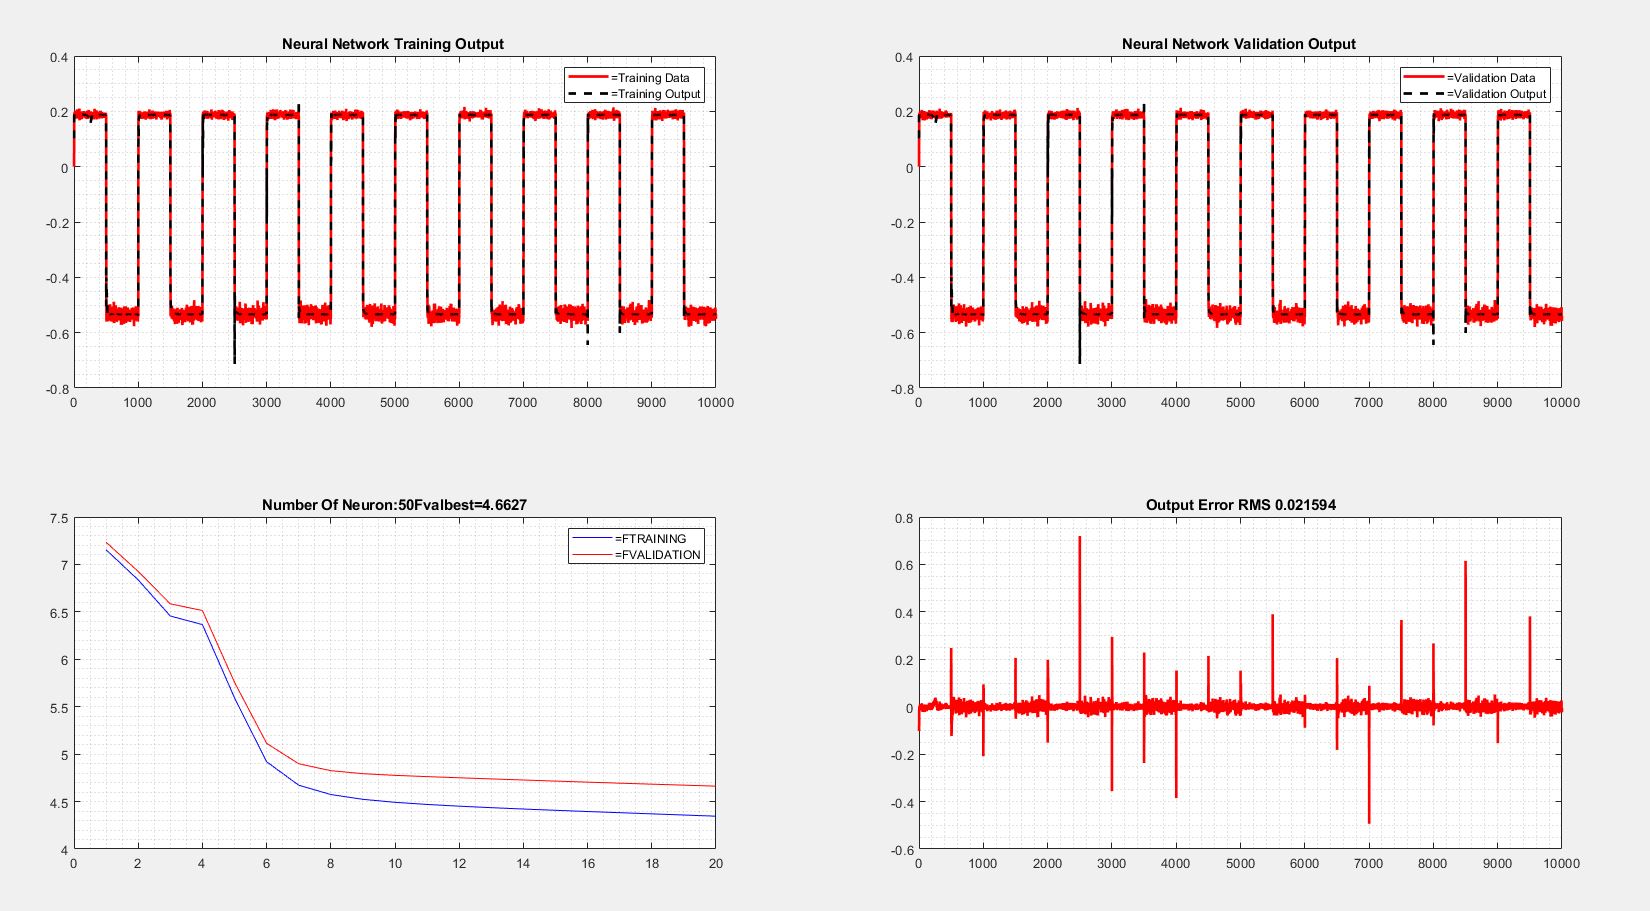 Neural Network Training Output
0.4
0.2
0
-0.2
-0.4
-0.6
-0.8
0 1000 2000 3000 4000 5000 6000 7000 8000 9000 10000
=Training Data
=Training Output
Neural Network Validation Output
0.4
0.2
0
-0.2
-0.4
-0.6
-0.8
0 1000 2000 3000 4000 5000 6000 7000 8000 9000 10000
=Validation Data
=Validation Output
Number Of Neuron:50Fvalbest=4.6627
7.5
7
6.5
6
5.5
5
4.5
4
0 2 4 6 8 10 12 14 16 18 20
=FTRAINING
=FVALIDATION
Output Error RMS 0.021594
0.8
0.6
0.4
0.2
0
-0.2
-0.4
-0.6
0 1000 2000 3000 4000 5000 6000 7000 8000 9000 10000